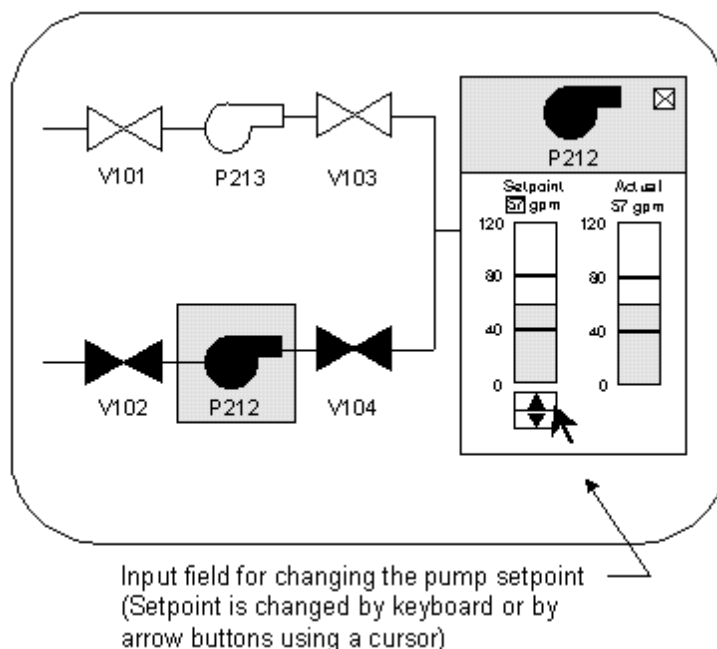 P212
V101
P213
V103
Setpoint
Actual
57 gpm
57 gpm
120
120
80
80
40
40
0
0
V102
P212
V104
Input field for changing the pump setpoint
(Setpoint is changed by keyboard or by
arrow buttons using a cursor)